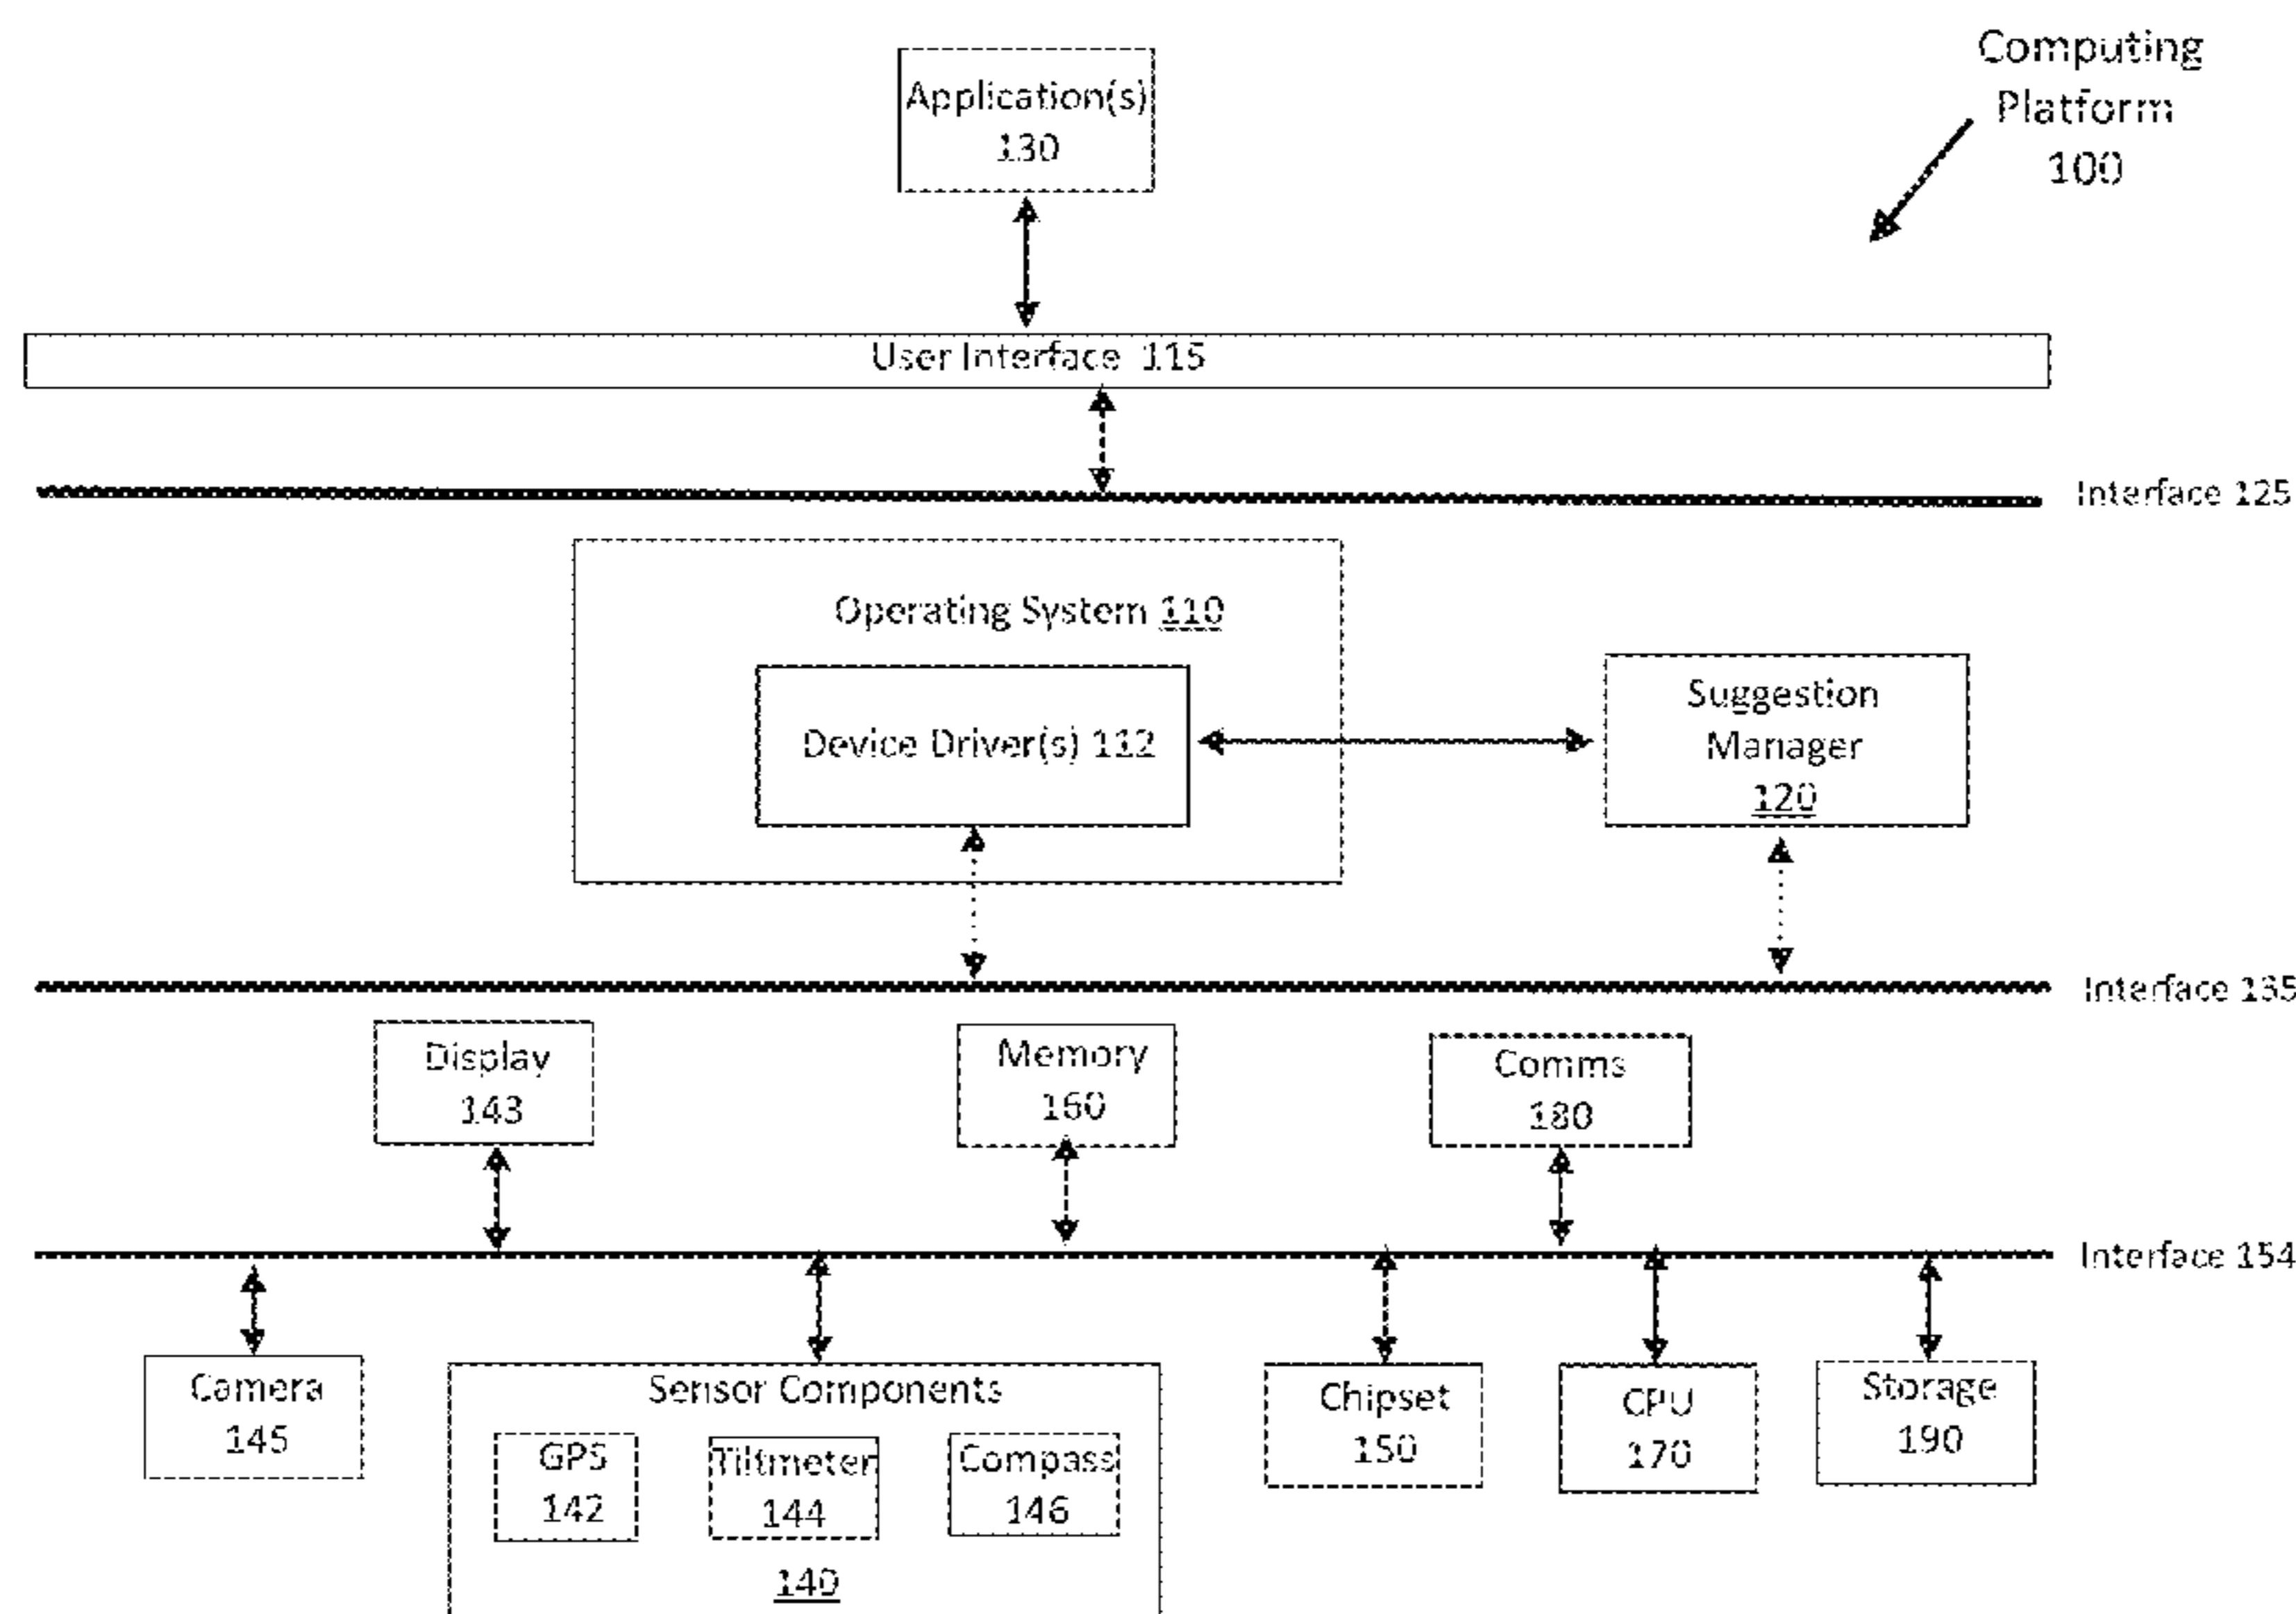 Computing
Platform
100
Application(s)
130
User Interface 115
Interface 125
Operating System 110
Device Driver(s) 112
Suggestion
Manager
120
Interface 135
Display
143
Memory
160
Comms
180
Interface 154
Camera
145
Sensor Components
GPS
142
Tiltmeter
144
Compass
146
140
Chipset
150
CPU
170
Storage
190